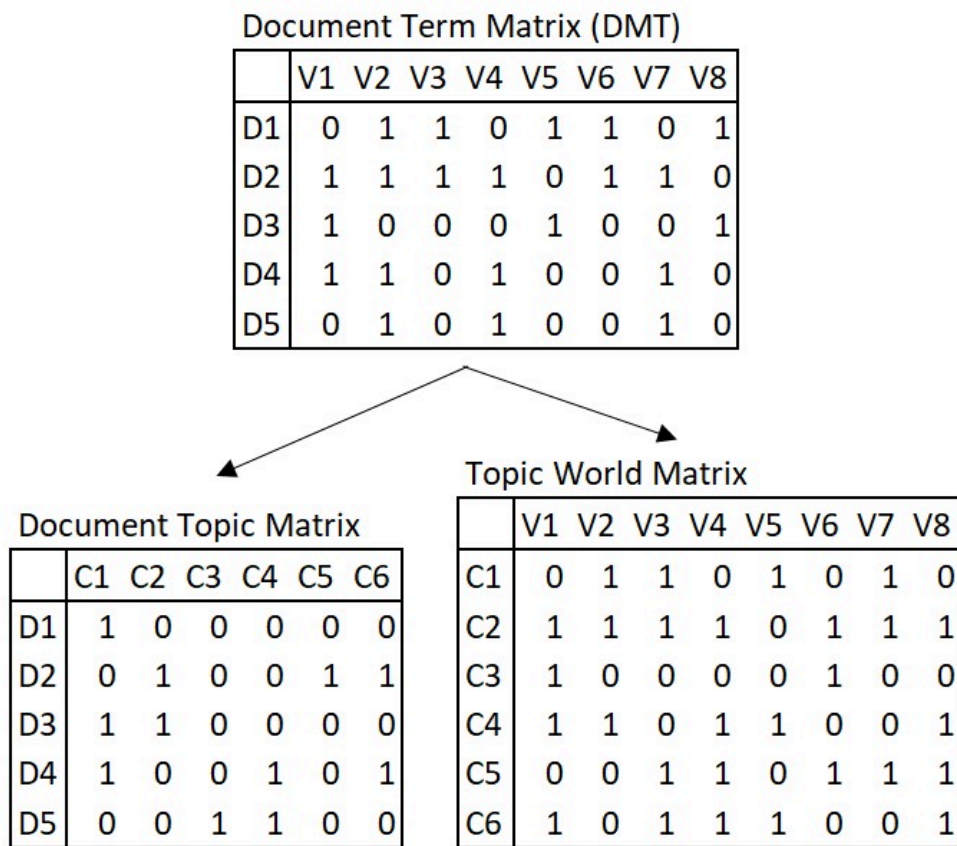 Document Term Matrix (DMT)
V1 V2 V3 V4 V5 V6 V7 V8
D1 0 1 1 0 1 1 0 1
D2 1 1 1 1 0 1 1 0
D3 1 0 0 0 1 0 0 1
D4 1 1 0 1 0 0 1 0
D5 0 1 0 1 0 0 1 0
Document Topic Matrix
C1 C2 C3 C4 C5 C6
D1 1 0 0 0 0 0
D2 0 1 0 0 1 1
D3 1 1 0 0 0 0
D4 1 0 0 1 0 1
D5 0 0 1 1 0 0
Topic World Matrix
V1 V2 V3 V4 V5 V6 V7 V8
C1 0 1 1 0 1 0 1 0
C2 1 1 1 1 0 1 1 1
C3 1 0 0 0 0 1 0 0
C4 1 1 0 1 1 0 0 1
C5 0 0 1 1 0 1 1 1
C6 1 0 1 1 1 0 0 1